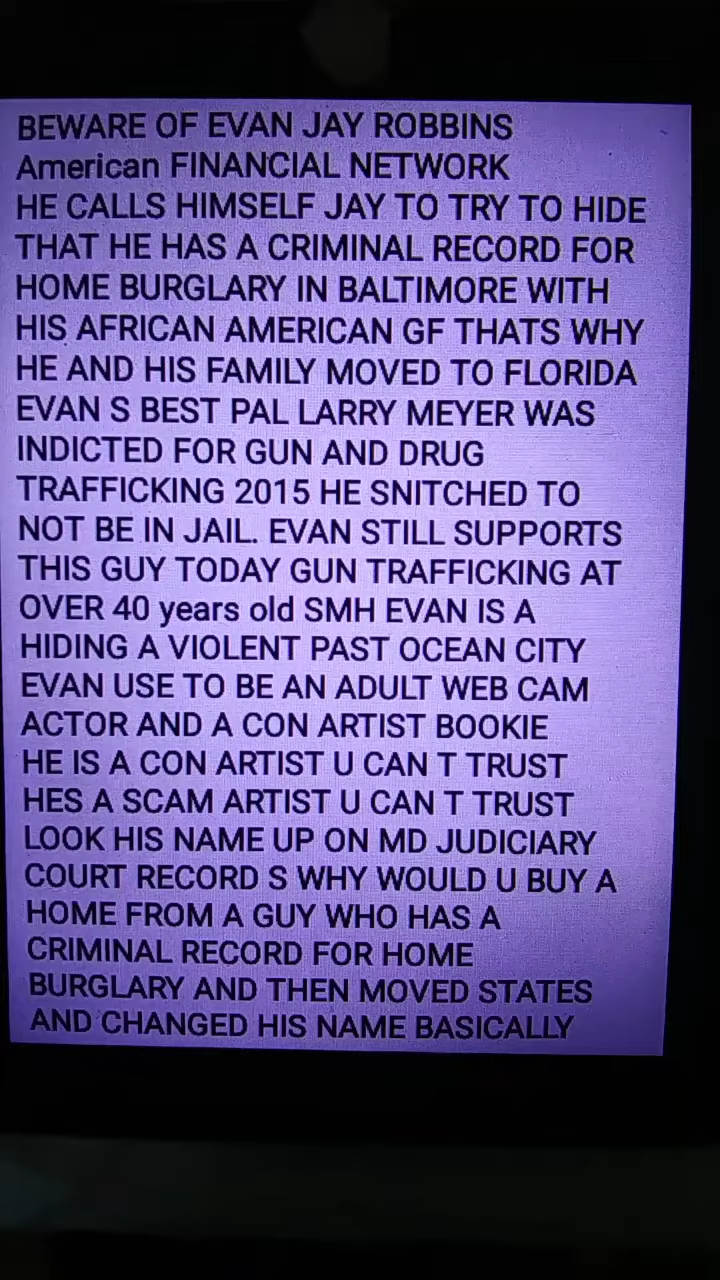 BEWARE OF EVAN JAY ROBBINS
American FINANCIAL NETWORK
HE CALLS HIMSELF JAY TO TRY TO HIDE
THAT HE HAS A CRIMINAL RECORD FOR
HOME BURGLARY IN BALTIMORE WITH
HIS AFRICAN AMERICAN GF THATS WHY
HE AND HIS FAMILY MOVED TO FLORIDA
EVAN S BEST PAL LARRY MEYER WAS
INDICTED FOR GUN AND DRUG
TRAFFICKING 2015 HE SNITCHED TO
NOT BE IN JAIL. EVAN STILL SUPPORTS
THIS GUY TODAY GUN TRAFFICKING AT
OVER 40 years old SMH EVAN IS A
HIDING A VIOLENT PAST OCEAN CITY
EVAN USE TO BE AN ADULT WEB CAM
ACTOR AND A CON ARTIST BOOKIE
HE IS A CON ARTIST U CAN T TRUST
HES A SCAM ARTIST U CAN T TRUST
LOOK HIS NAME UP ON MD JUDICIARY
COURT RECORD S WHY WOULD U BUY A
HOME FROM A GUY WHO HAS A
CRIMINAL RECORD FOR HOME
BURGLARY AND THEN MOVED STATES
AND CHANGED HIS NAME BASICALLY